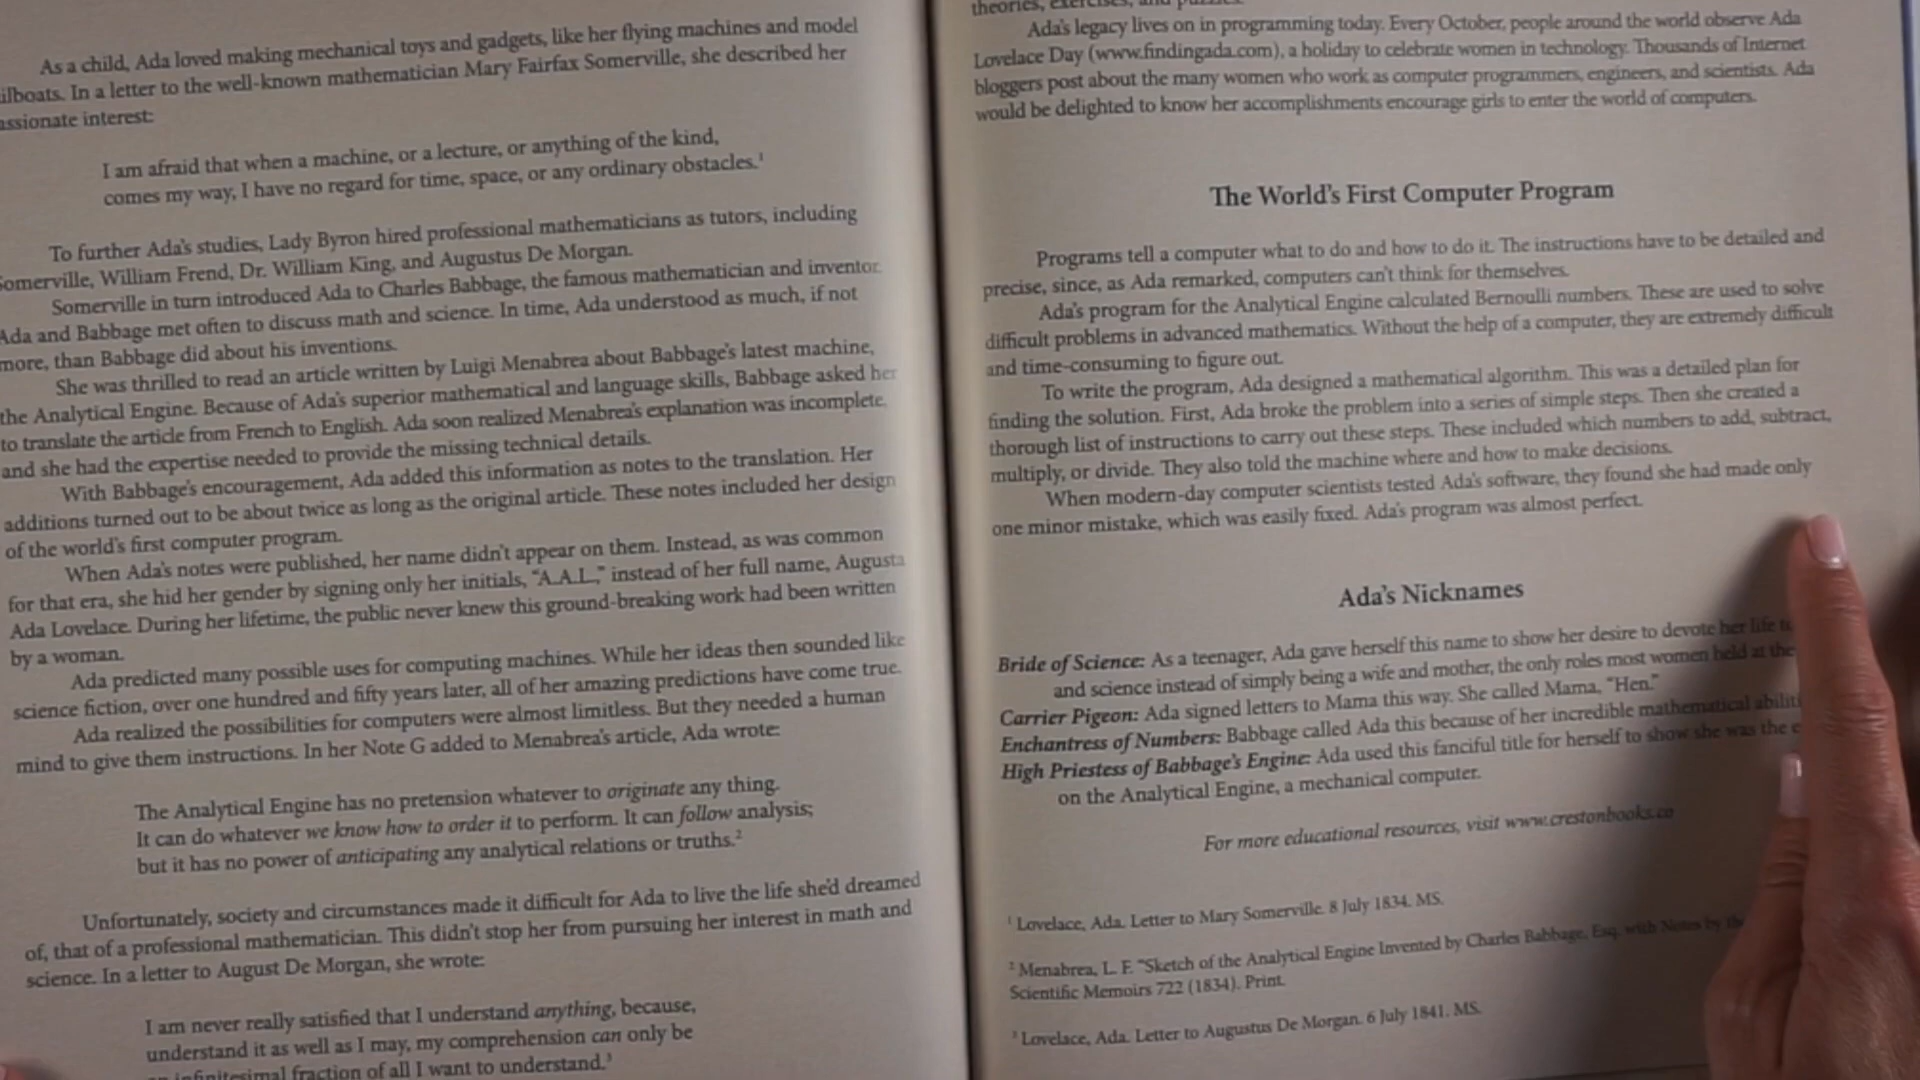 As a child, Ada loved making mechanical toys and gadgets, like her flying machines and model
ilboats. In a letter to the well-known mathematician Mary Fairfax Somerville, she described her
assionate interest:
I am afraid that when a machine, or a lecture, or anything of the kind,
comes my way, I have no regard for time, space, or any ordinary obstacles.¹
To further Ada's studies, Lady Byron hired professional mathematicians as tutors, including
Somerville, William Frend, Dr. William King, and Augustus De Morgan.
Somerville in turn introduced Ada to Charles Babbage, the famous mathematician and inventor.
Ada and Babbage met often to discuss math and science. In time, Ada understood as much, if not
more, than Babbage did about his inventions.
She was thrilled to read an article written by Luigi Menabrea about Babbage's latest machine,
the Analytical Engine. Because of Ada's superior mathematical and language skills, Babbage asked her
to translate the article from French to English. Ada soon realized Menabrea's explanation was incomplete,
and she had the expertise needed to provide the missing technical details.
With Babbage's encouragement, Ada added this information as notes to the translation. Her
additions turned out to be about twice as long as the original article. These notes included her design
of the world's first computer program.
When Ada's notes were published, her name didn't appear on them. Instead, as was common
for that era, she hid her gender by signing only her initials, "A.A.L.," instead of her full name, Augusta
Ada Lovelace. During her lifetime, the public never knew this ground-breaking work had been written
by a woman.
Ada predicted many possible uses for computing machines. While her ideas then sounded like
science fiction, over one hundred and fifty years later, all of her amazing predictions have come true.
Ada realized the possibilities for computers were almost limitless. But they needed a human
mind to give them instructions. In her Note G added to Menabrea's article, Ada wrote:
The Analytical Engine has no pretension whatever to originate any thing.
It can do whatever we know how to order it to perform. It can follow analysis;
but it has no power of anticipating any analytical relations or truths.²
Unfortunately, society and circumstances made it difficult for Ada to live the life she'd dreamed
of, that of a professional mathematician. This didn't stop her from pursuing her interest in math and
science. In a letter to August De Morgan, she wrote:
I am never really satisfied that I understand anything, because,
understand it as well as I may, my comprehension can only be
an infinitesimal fraction of all I want to understand.³
theories, exercises, and puzzles.
Ada's legacy lives on in programming today. Every October, people around the world observe Ada
Lovelace Day (www.findingada.com), a holiday to celebrate women in technology. Thousands of Internet
bloggers post about the many women who work as computer programmers, engineers, and scientists. Ada
would be delighted to know her accomplishments encourage girls to enter the world of computers.
The World's First Computer Program
Programs tell a computer what to do and how to do it. The instructions have to be detailed and
precise, since, as Ada remarked, computers can't think for themselves.
Ada's program for the Analytical Engine calculated Bernoulli numbers. These are used to solve
difficult problems in advanced mathematics. Without the help of a computer, they are extremely difficult
and time-consuming to figure out.
To write the program, Ada designed a mathematical algorithm. This was a detailed plan for
finding the solution. First, Ada broke the problem into a series of simple steps. Then she created a
thorough list of instructions to carry out these steps. These included which numbers to add, subtract,
multiply, or divide. They also told the machine where and how to make decisions.
When modern-day computer scientists tested Ada's software, they found she had made only
one minor mistake, which was easily fixed. Ada's program was almost perfect.
Ada's Nicknames
Bride of Science: As a teenager, Ada gave herself this name to show her desire to devote her life
and science instead of simply being a wife and mother, the only roles most women held at the
Carrier Pigeon: Ada signed letters to Mama this way. She called Mama, "Hen."
Enchantress of Numbers: Babbage called Ada this because of her incredible mathematical abiliti
High Priestess of Babbage's Engine: Ada used this fanciful title for herself to show she was the e
on the Analytical Engine, a mechanical computer.
For more educational resources, visit www.crestonbooks.co
¹ Lovelace, Ada. Letter to Mary Somerville. 8 July 1834. MS.
² Menabrea, L. F. "Sketch of the Analytical Engine Invented by Charles Babbage, Esq. with Notes by
Scientific Memoirs 722 (1834). Print.
³ Lovelace, Ada. Letter to Augustus De Morgan. 6 July 1841. MS.